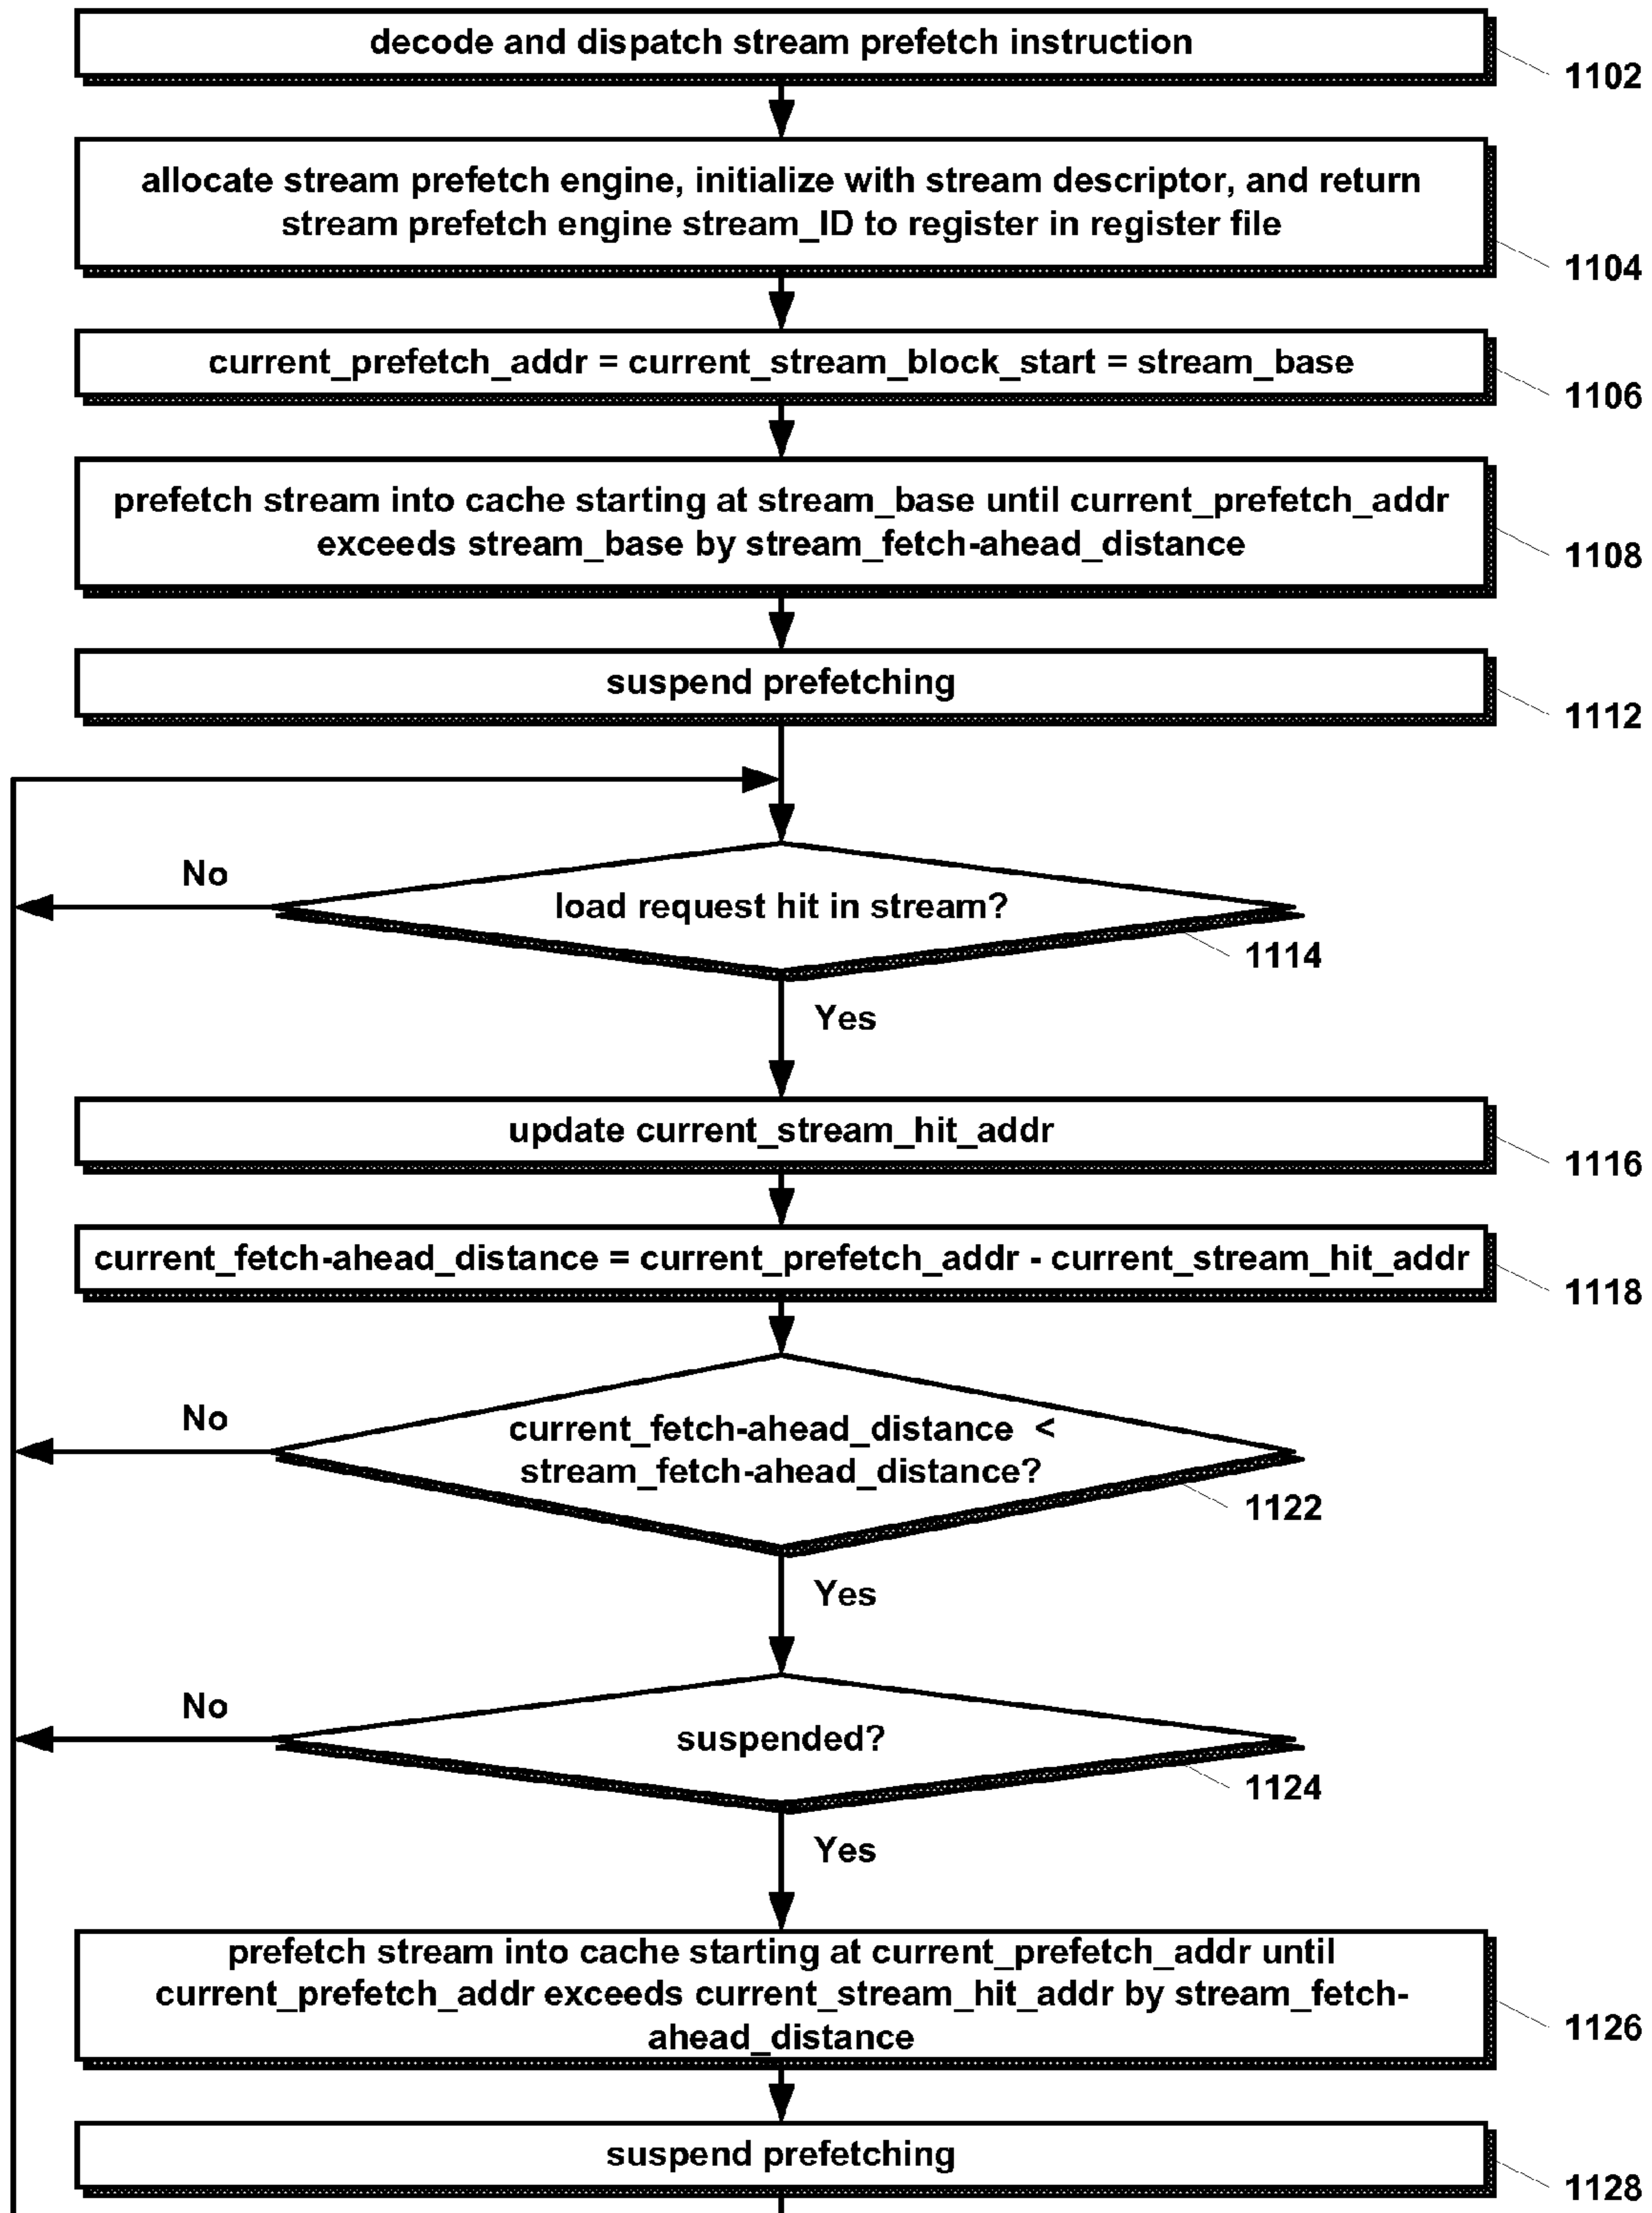 decode and dispatch stream prefetch instruction
1102
allocate stream prefetch engine, initialize with stream descriptor, and return
stream prefetch engine stream_ID to register in register file
1104
current_prefetch_addr = current_stream_block_start = stream_base
1106
prefetch stream into cache starting at stream_base until current_prefetch_addr
exceeds stream_base by stream_fetch-ahead_distance
1108
suspend prefetching
1112
No
load request hit in stream?
1114
Yes
update current_stream_hit_addr
1116
current_fetch-ahead_distance = current_prefetch_addr - current_stream_hit_addr
1118
No
current_fetch-ahead_distance <
stream_fetch-ahead_distance?
1122
Yes
No
suspended?
1124
Yes
prefetch stream into cache starting at current_prefetch_addr until
current_prefetch_addr exceeds current_stream_hit_addr by stream_fetch-
ahead_distance
1126
suspend prefetching
1128